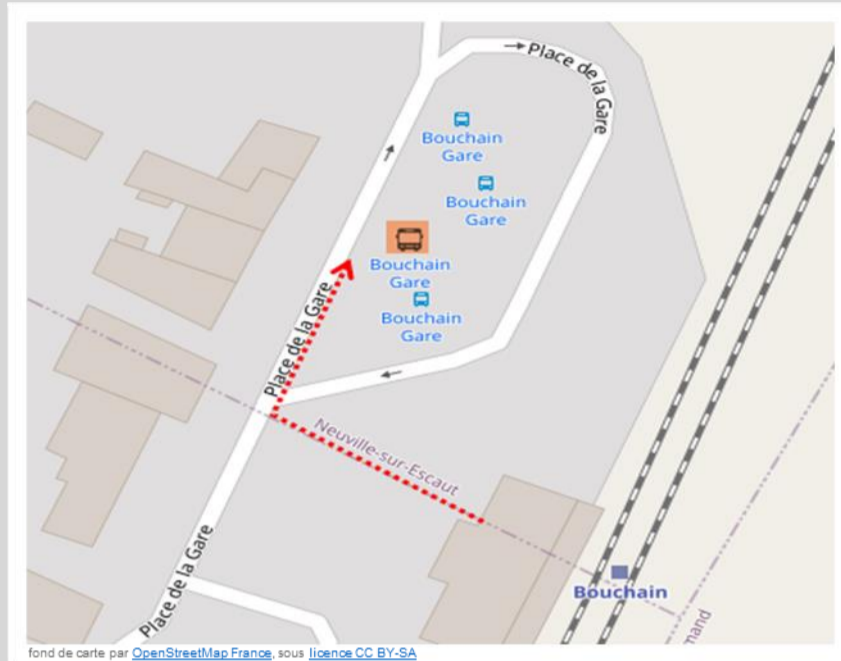 Place de la Gare
Bouchain
Gare
Bouchain
Gare
Bouchain
Gare
Bouchain
Gare
Place de la Gare
Neuville-sur-Escaut
Place de la Gare
Bouchain
mand
fond de carte par OpenStreetMap France, sous licence CC BY-SA